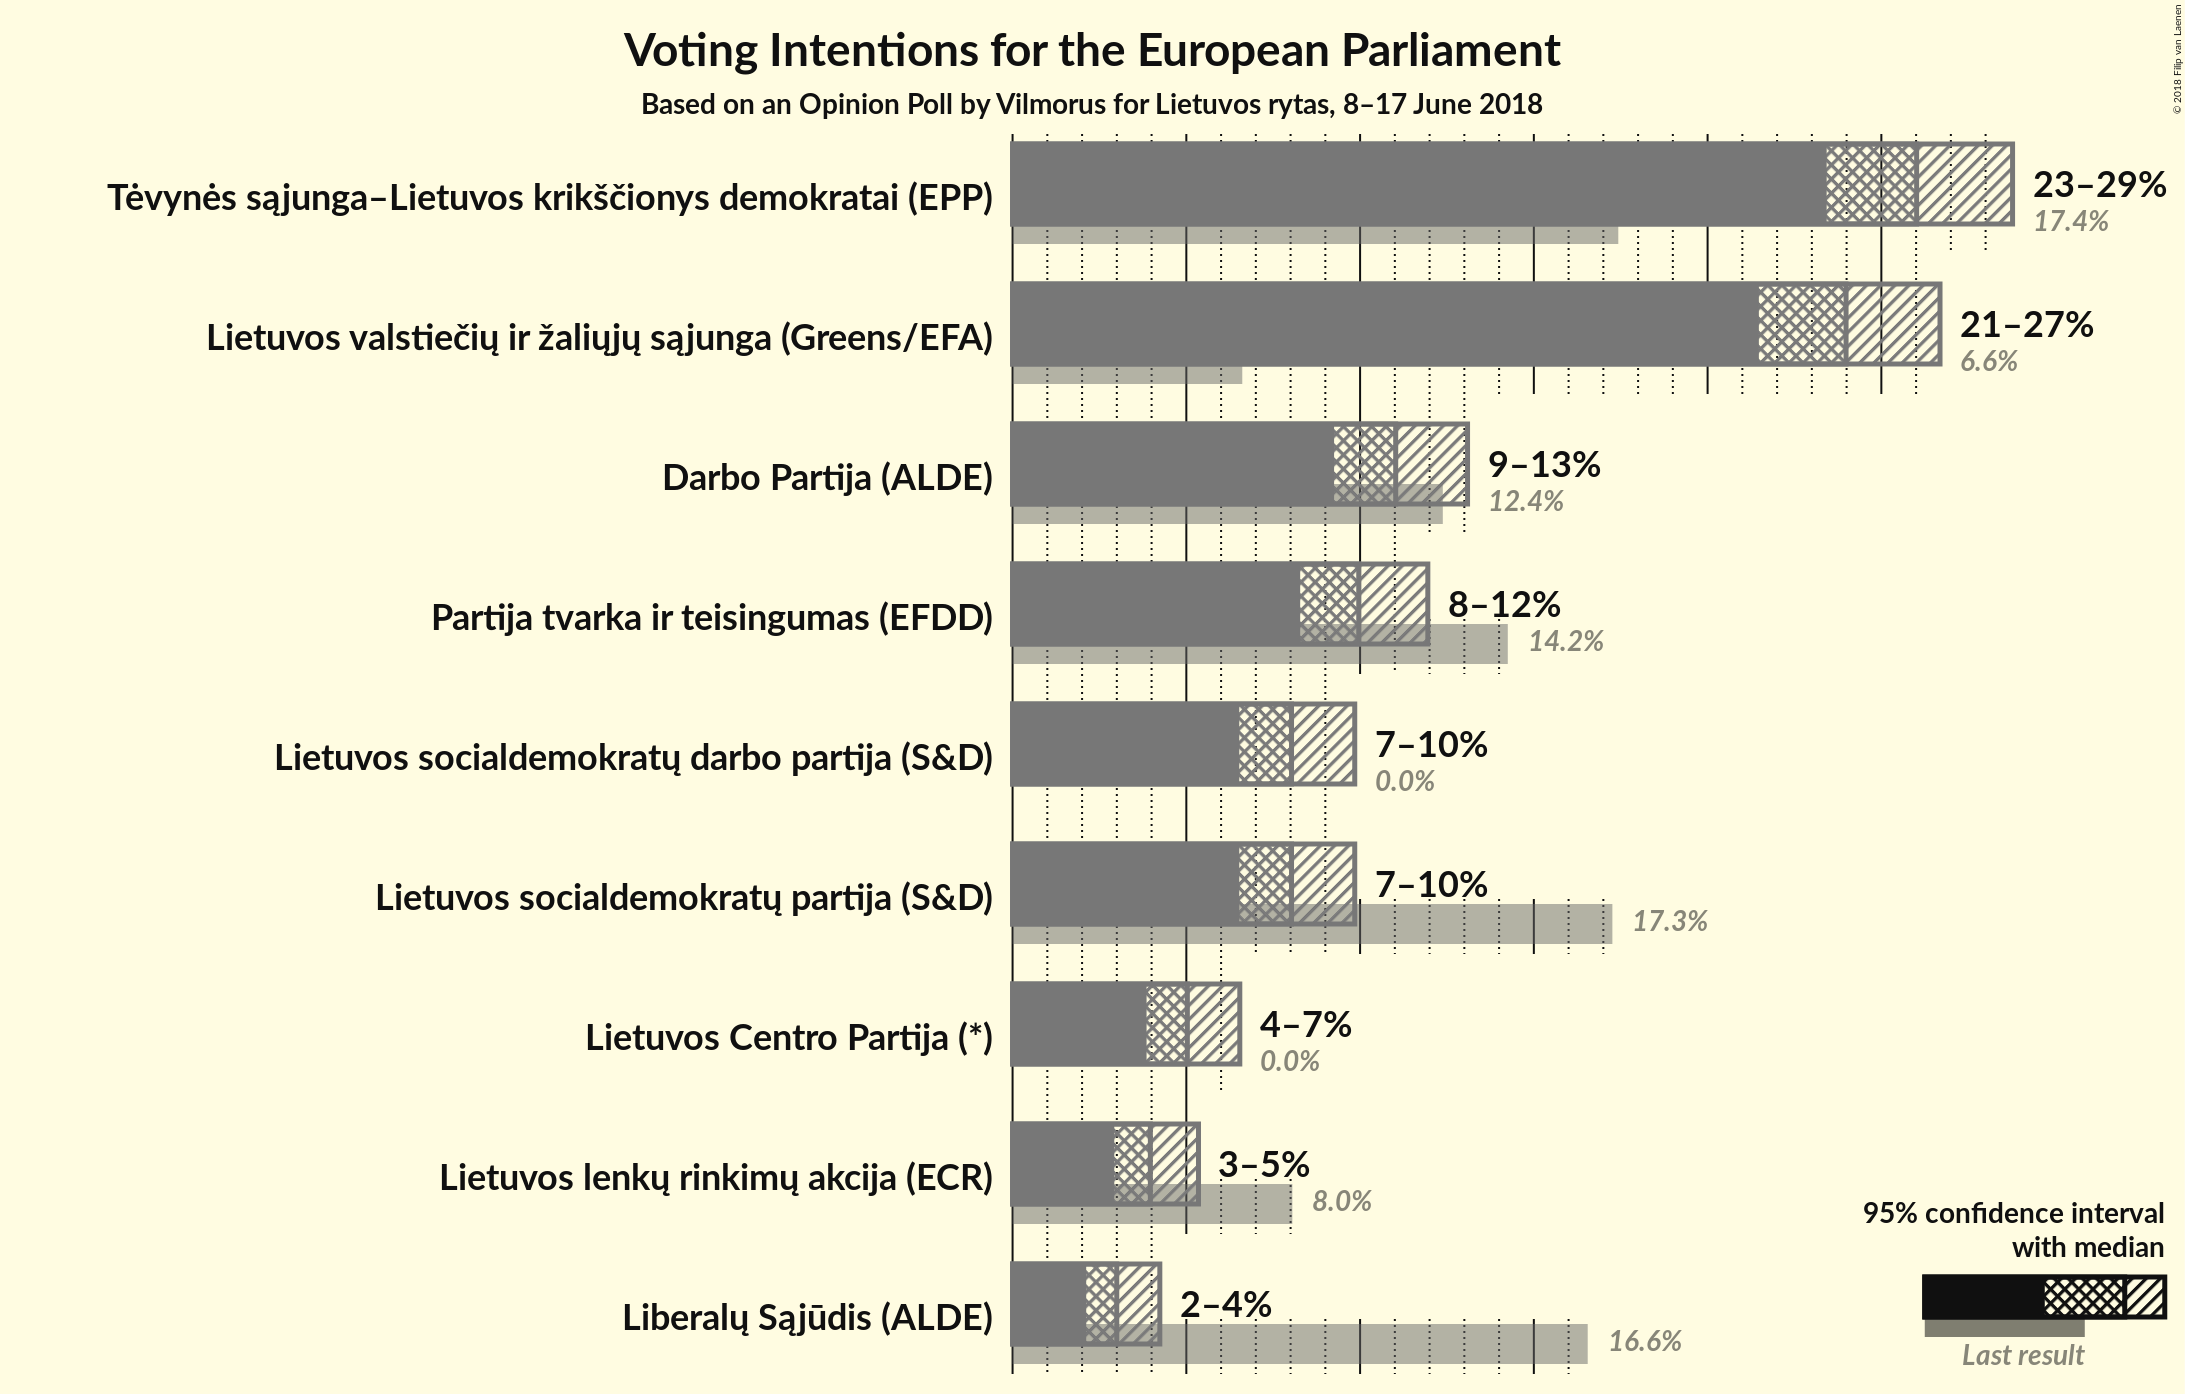 Voting Intentions for the European Parliament
Based on an Opinion Poll by Vilmorus for Lietuvos rytas, 8–17 June 2018
© 2018 Filip van Laenen
Tėvynės sąjunga–Lietuvos krikščionys demokratai (EPP)
23–29%
17.4%
Lietuvos valstiečių ir žaliųjų sąjunga (Greens/EFA)
21–27%
6.6%
Darbo Partija (ALDE)
9–13%
12.4%
Partija tvarka ir teisingumas (EFDD)
8–12%
14.2%
Lietuvos socialdemokratų darbo partija (S&D)
7–10%
0.0%
Lietuvos socialdemokratų partija (S&D)
7–10%
17.3%
Lietuvos Centro Partija (*)
4–7%
0.0%
Lietuvos lenkų rinkimų akcija (ECR)
3–5%
8.0%
Liberalų Sąjūdis (ALDE)
2–4%
16.6%
95% confidence interval
with median
Last result